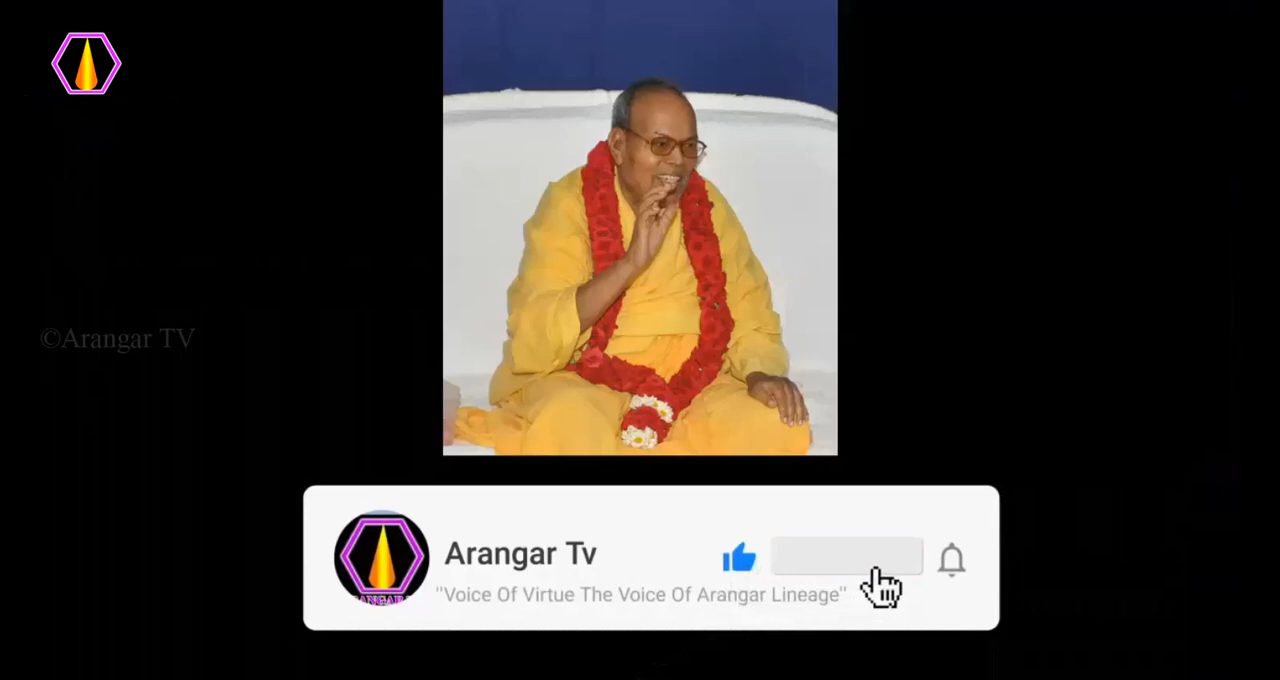 ©Arangar TV
Arangar Tv
"Voice Of Virtue The Voice Of Arangar Lineage"